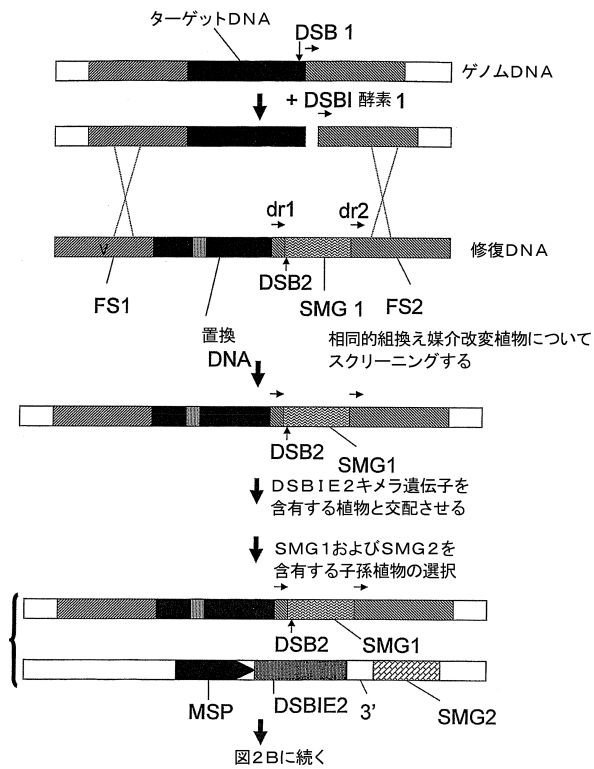 ターゲットDNA
DSB 1
ゲノムDNA
+ DSBI 酵素 1
dr1
dr2
修復DNA
DSB2
FS1
SMG 1
FS2
置換
DNA
相同的組換え媒介改変植物について
スクリーニングする
DSB2
SMG1
DSBIE2キメラ遺伝子を
含有する植物と交配させる
SMG1およびSMG2を
含有する子孫植物の選択
DSB2
SMG1
MSP
DSBIE2
3’
SMG2
図2Bに続く